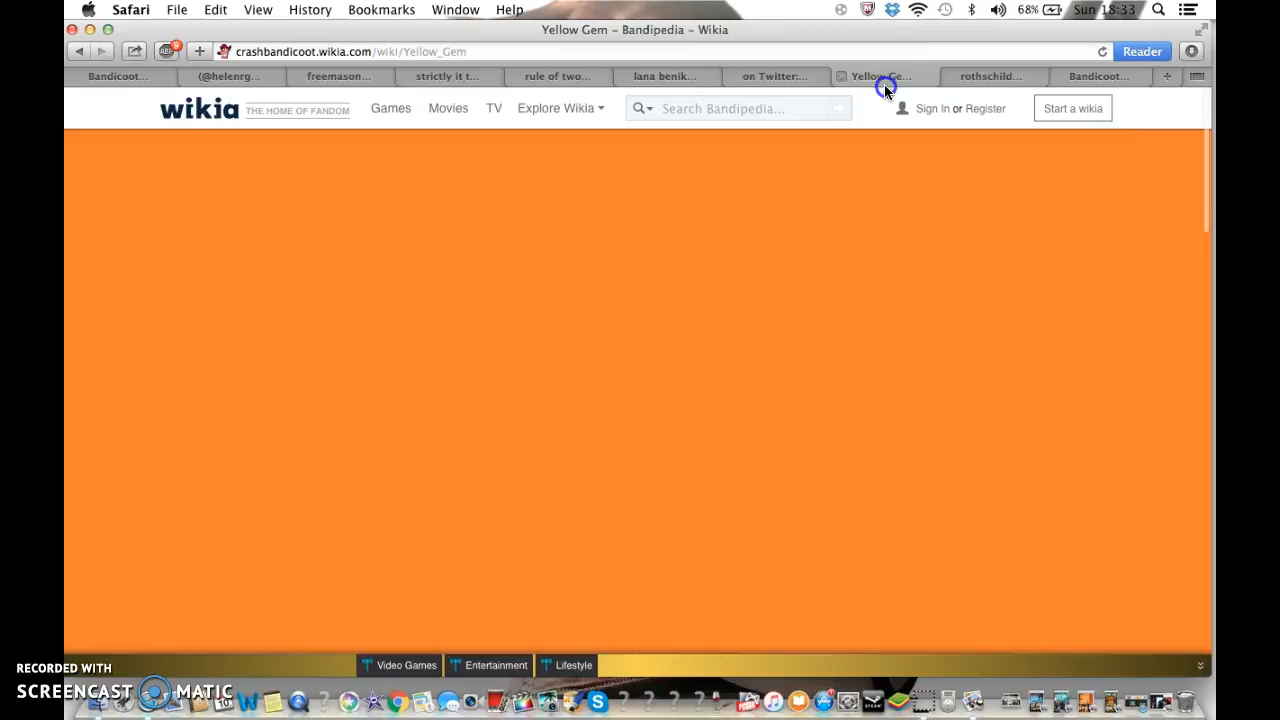 Safari File Edit View History Bookmarks Window Help 68% Sun 18:33
Yellow Gem – Bandipedia – Wikia
9 crashbandicoot.wikia.com/wiki/Yellow_Gem Reader
Bandicoot... (@helenrg... freemason... strictly it t... rule of two... lana benik... on Twitter:... Yellow Ge... rothschild... Bandicoot...
wikia THE HOME OF FANDOM Games Movies TV Explore Wikia Search Bandipedia... Sign In or Register Start a wikia
Video Games Entertainment Lifestyle
RECORDED WITH
SCREENCAST MATIC